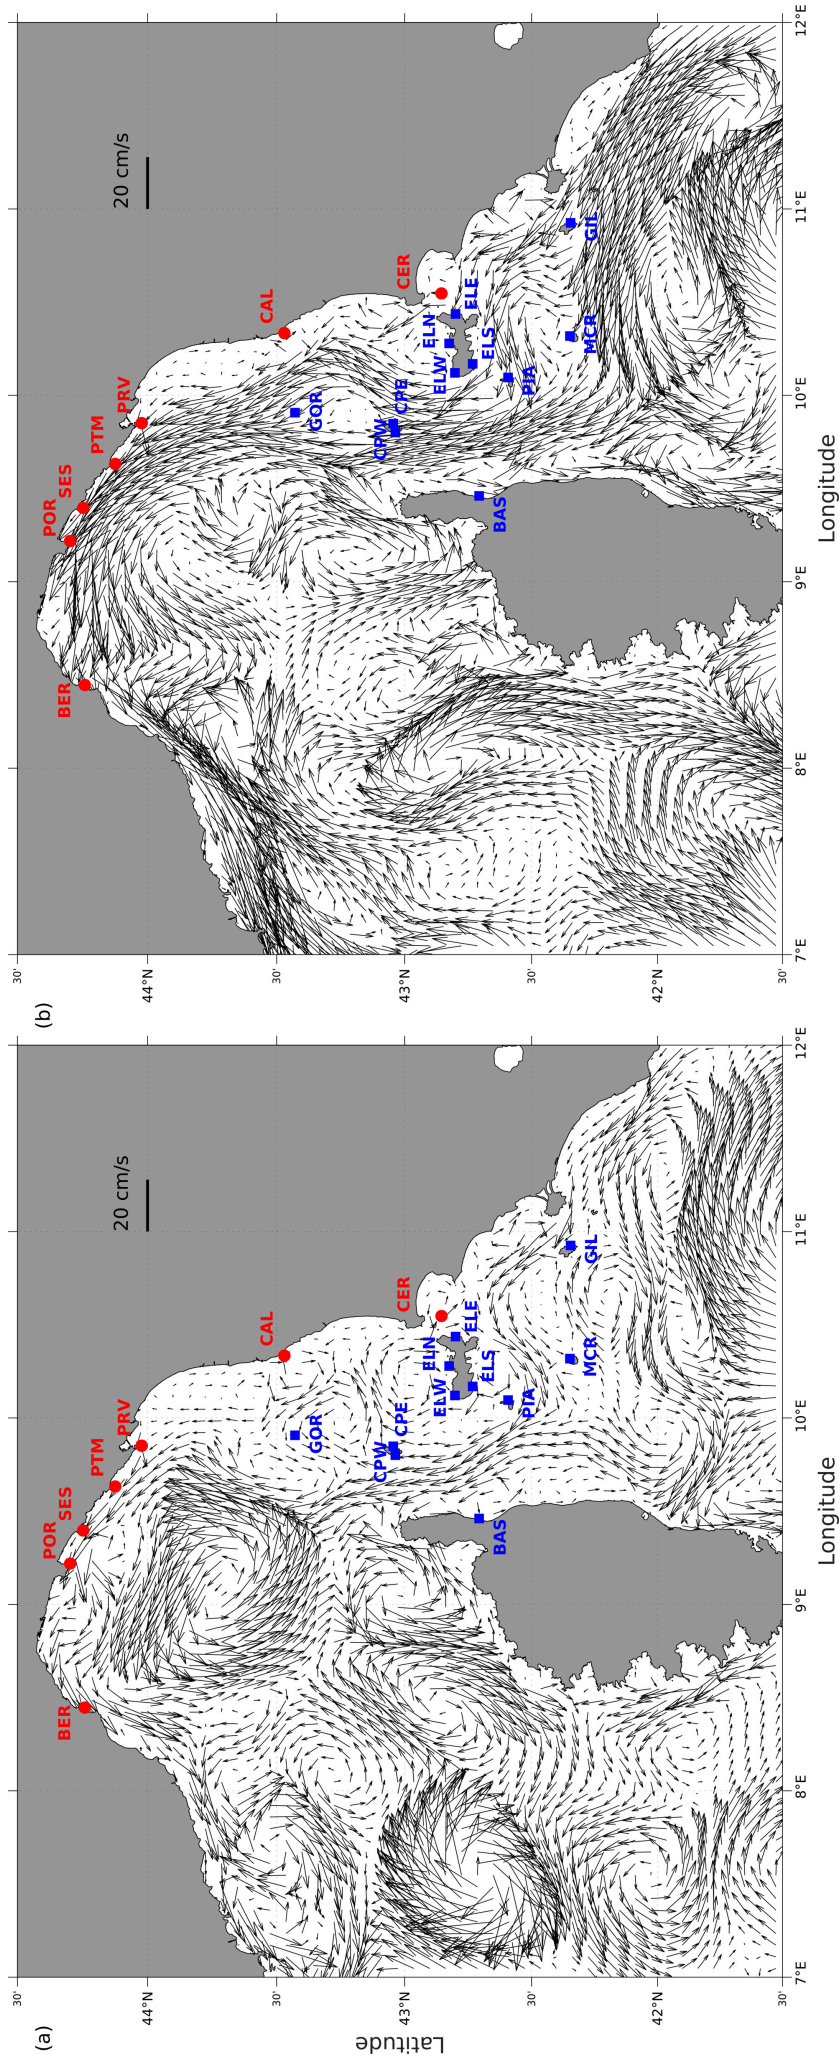 (a)
20 cm/s
BER
POR
SES
PTM
PRV
CAL
GOR
CPW
CPE
CER
ELN
ELW
ELE
ELS
PIA
BAS
MCR
GIL
30'
44°N
30'
43°N
30'
42°N
30'
7°E
8°E
9°E
10°E
11°E
12°E
Latitude
Longitude
(b)
20 cm/s
BER
POR
SES
PTM
PRV
CAL
GOR
CPW
CPE
CER
ELN
ELW
ELE
ELS
PIA
BAS
MCR
GIL
30'
44°N
30'
43°N
30'
42°N
30'
7°E
8°E
9°E
10°E
11°E
12°E
Longitude